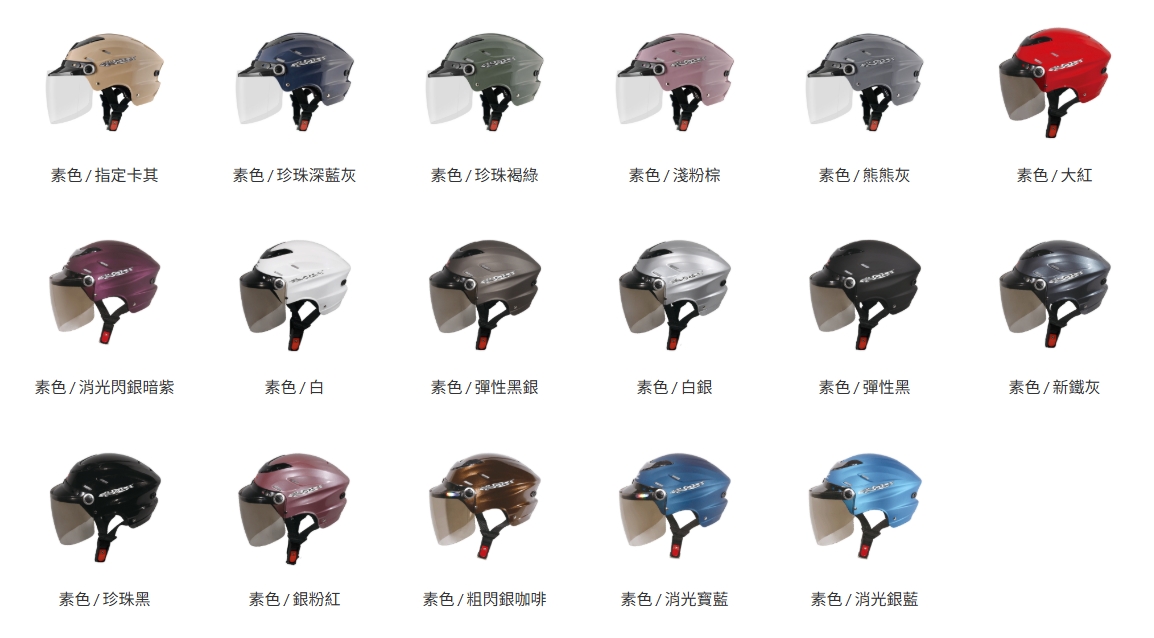 素色 / 指定卡其
素色 / 珍珠深藍灰
素色 / 珍珠褐綠
素色 / 淺粉棕
素色 / 熊熊灰
素色 / 大紅
素色 / 消光閃銀暗紫
素色 / 白
素色 / 彈性黑銀
素色 / 白銀
素色 / 彈性黑
素色 / 新鐵灰
素色 / 珍珠黑
素色 / 銀粉紅
素色 / 粗閃銀咖啡
素色 / 消光寶藍
素色 / 消光銀藍